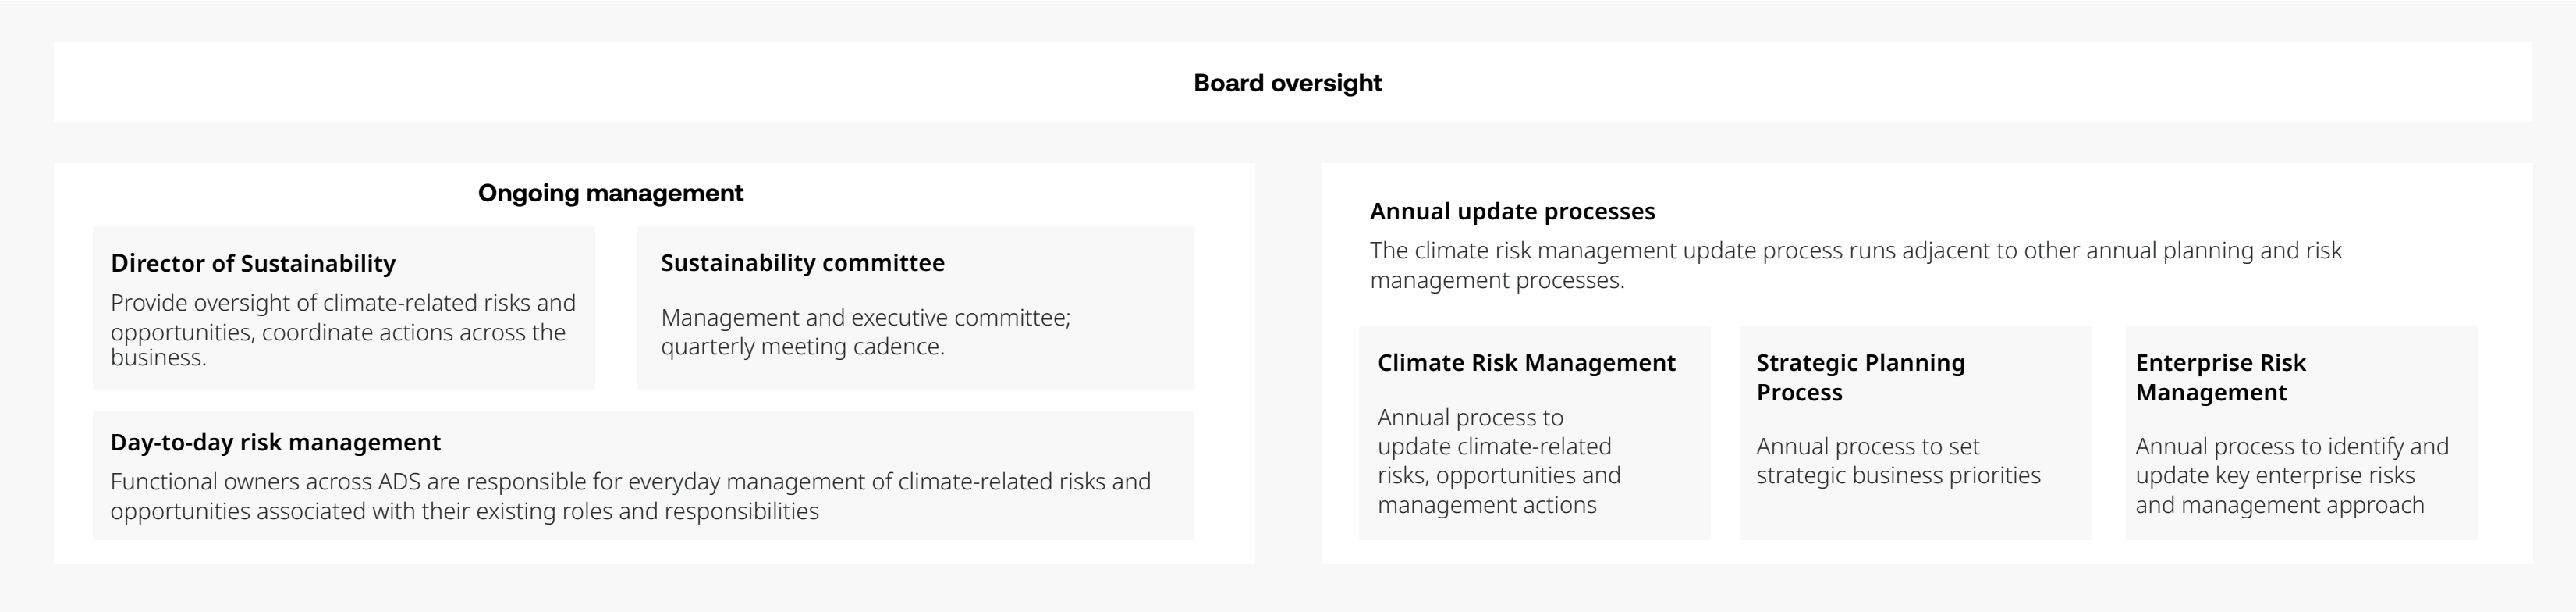 Board oversight
Ongoing management
Director of Sustainability
Provide oversight of climate-related risks and
opportunities, coordinate actions across the
business.
Sustainability committee
Management and executive committee;
quarterly meeting cadence.
Day-to-day risk management
Functional owners across ADS are responsible for everyday management of climate-related risks and
opportunities associated with their existing roles and responsibilities
Annual update processes
The climate risk management update process runs adjacent to other annual planning and risk
management processes.
Climate Risk Management
Annual process to
update climate-related
risks, opportunities and
management actions
Strategic Planning
Process
Annual process to set
strategic business priorities
Enterprise Risk
Management
Annual process to identify and
update key enterprise risks
and management approach